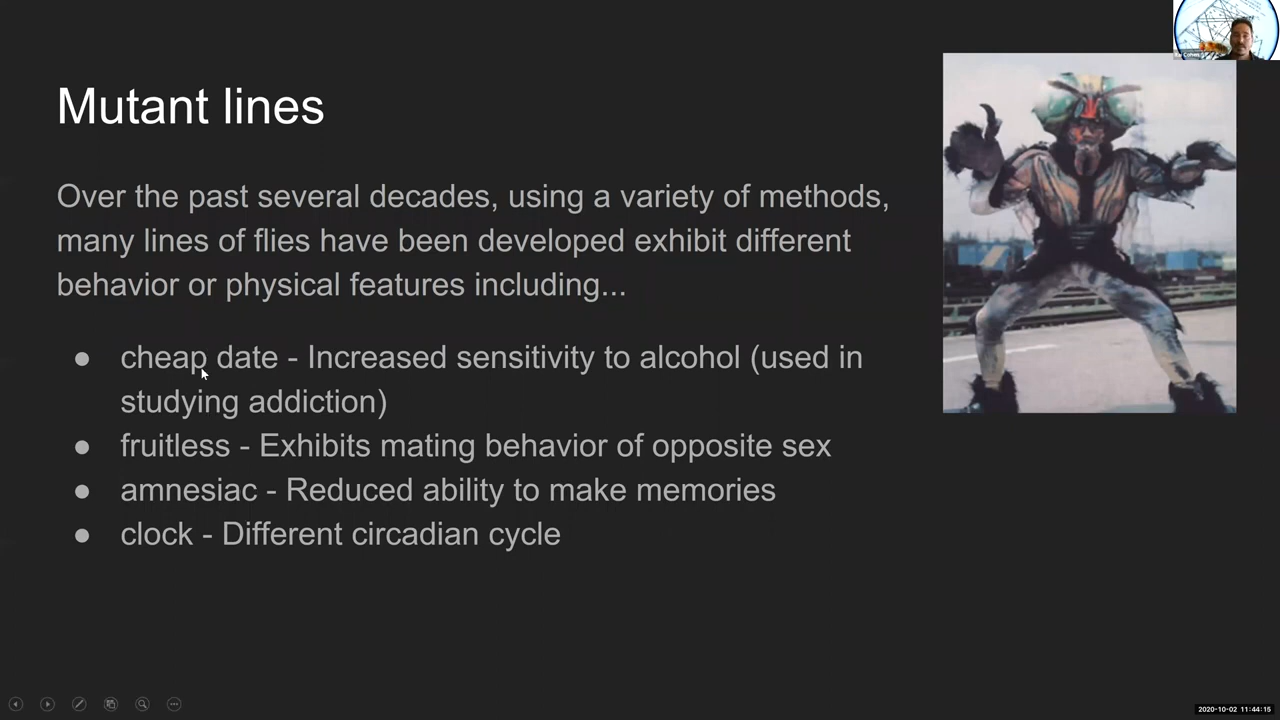 Mutant lines
Over the past several decades, using a variety of methods,
many lines of flies have been developed exhibit different
behavior or physical features including...
● cheap date - Increased sensitivity to alcohol (used in
studying addiction)
● fruitless - Exhibits mating behavior of opposite sex
● amnesiac - Reduced ability to make memories
● clock - Different circadian cycle
2020-10-02 11:44:15